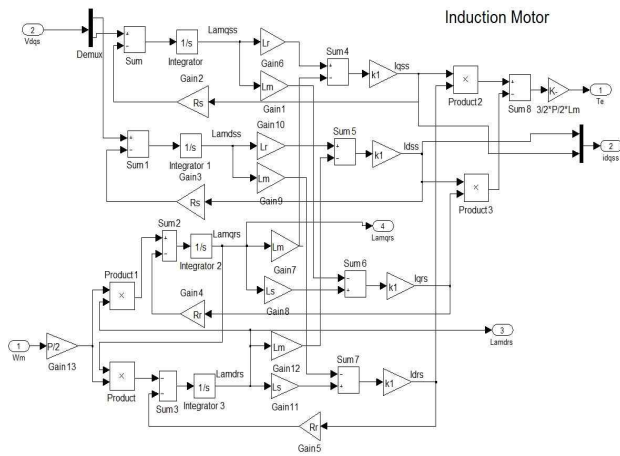 Induction Motor
2
Vdqs
Demux
+
-
Sum
1/s
Integrator
Lamqss
Lr
Gain6
Lm
Gain1
Gain2
Rs
+
-
Sum4
k1
Iqss
×
Product2
+
-
Sum8
K-
3/2*P/2*Lm
1
Te
+
-
Sum1
1/s
Integrator 1
Lamdss
Gain10
Lr
Lm
Gain9
Gain3
Rs
Sum5
+
-
k1
Idss
×
Product3
2
idqss
Sum2
+
-
1/s
Integrator 2
Lamqrs
4
Lamqrs
Lm
Gain7
Ls
Gain8
Gain4
Rr
Sum6
-
+
k1
Iqrs
Product1
×
1
Wm
P/2
Gain13
3
Lamdrs
×
Product
-
-
Sum3
1/s
Integrator 3
Lamdrs
Lm
Gain12
Ls
Gain11
Sum7
-
+
k1
Idrs
Rr
Gain5